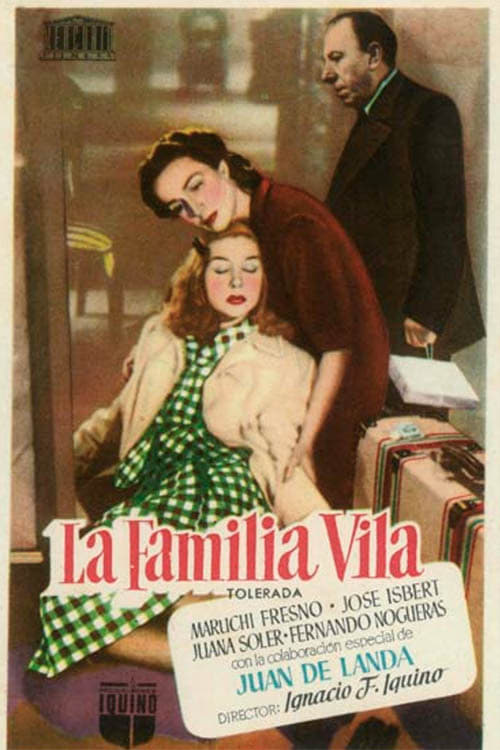 La Familia Vila
TOLERADA
MARUCHI FRESNO · JOSE ISBERT
JUANA SOLER · FERNANDO NOGUERAS
con la colaboración especial de
JUAN DE LANDA
DIRECTOR: Ignacio F. Iquino
IQUINO